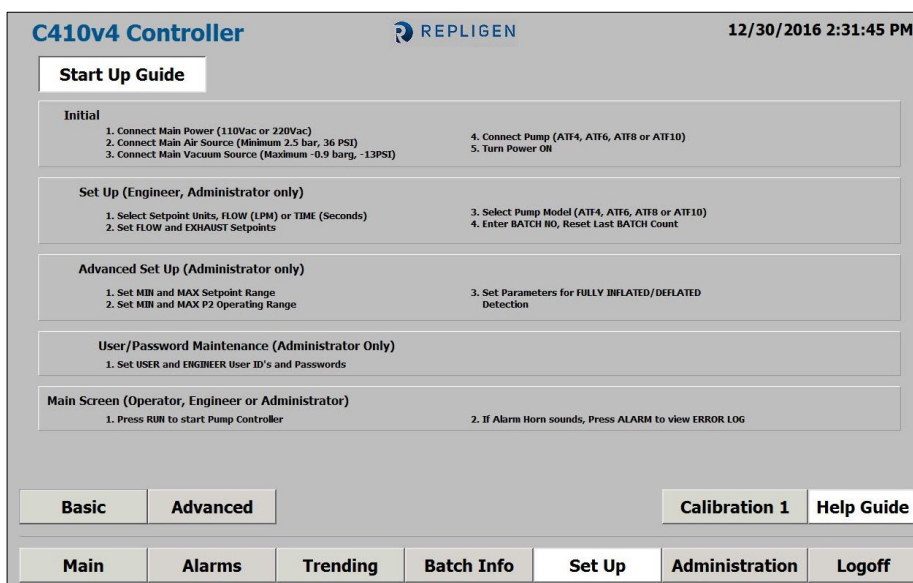 C410v4 Controller
REPLIGEN
12/30/2016 2:31:45 PM
Start Up Guide
Initial
1. Connect Main Power (110Vac or 220Vac)
2. Connect Main Air Source (Minimum 2.5 bar, 36 PSI)
3. Connect Main Vacuum Source (Maximum -0.9 barg, -13PSI)
4. Connect Pump (ATF4, ATF6, ATF8 or ATF10)
5. Turn Power ON
Set Up (Engineer, Administrator only)
1. Select Setpoint Units, FLOW (LPM) or TIME (Seconds)
2. Set FLOW and EXHAUST Setpoints
3. Select Pump Model (ATF4, ATF6, ATF8 or ATF10)
4. Enter BATCH NO, Reset Last BATCH Count
Advanced Set Up (Administrator only)
1. Set MIN and MAX Setpoint Range
2. Set MIN and MAX P2 Operating Range
3. Set Parameters for FULLY INFLATED/DEFLATED
Detection
User/Password Maintenance (Administrator Only)
1. Set USER and ENGINEER User ID's and Passwords
Main Screen (Operator, Engineer or Administrator)
1. Press RUN to start Pump Controller
2. If Alarm Horn sounds, Press ALARM to view ERROR LOG
Basic
Advanced
Calibration 1
Help Guide
Main
Alarms
Trending
Batch Info
Set Up
Administration
Logoff